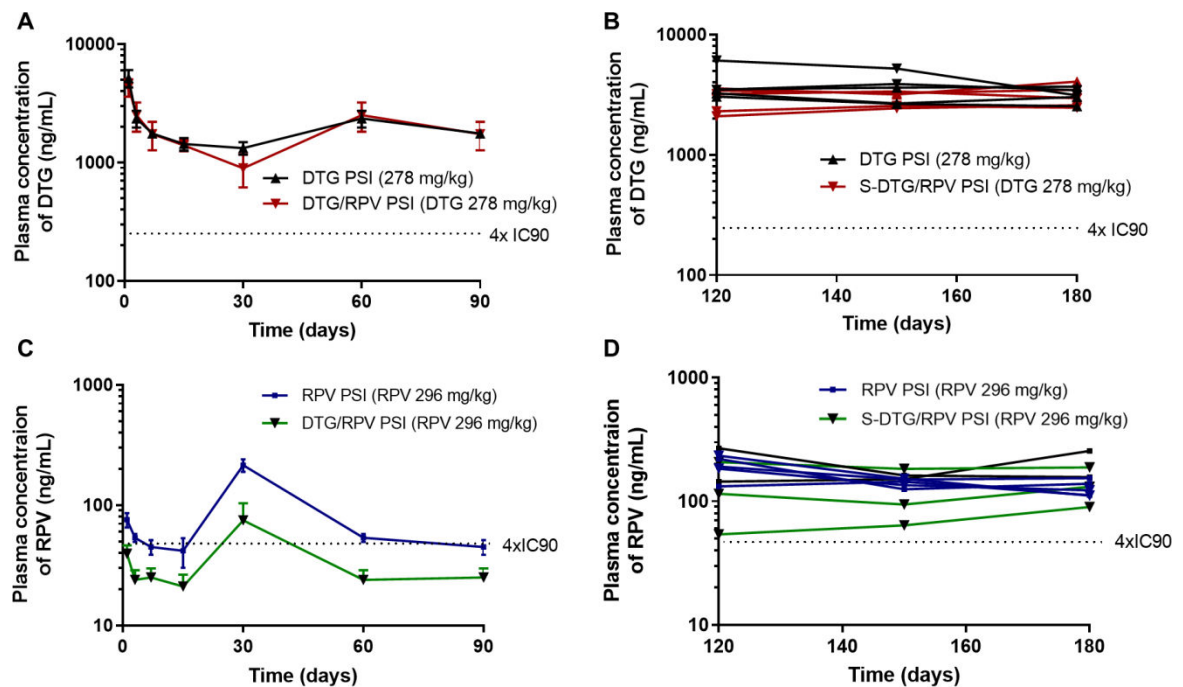 A
Plasma concentration
of DTG (ng/mL)
10000
1000
100
DTG PSI (278 mg/kg)
DTG/RPV PSI (DTG 278 mg/kg)
4x IC90
0
30
60
90
Time (days)
B
Plasma concentration
of DTG (ng/mL)
10000
1000
100
DTG PSI (278 mg/kg)
S-DTG/RPV PSI (DTG 278 mg/kg)
4x IC90
120
140
160
180
Time (days)
C
Plasma concentraion
of RPV (ng/mL)
1000
100
10
RPV PSI (RPV 296 mg/kg)
DTG/RPV PSI (RPV 296 mg/kg)
4xIC90
0
30
60
90
Time (days)
D
Plasma concentration
of RPV (ng/mL)
1000
100
10
RPV PSI (RPV 296 mg/kg)
S-DTG/RPV PSI (RPV 296 mg/kg)
4xIC90
120
140
160
180
Time (days)